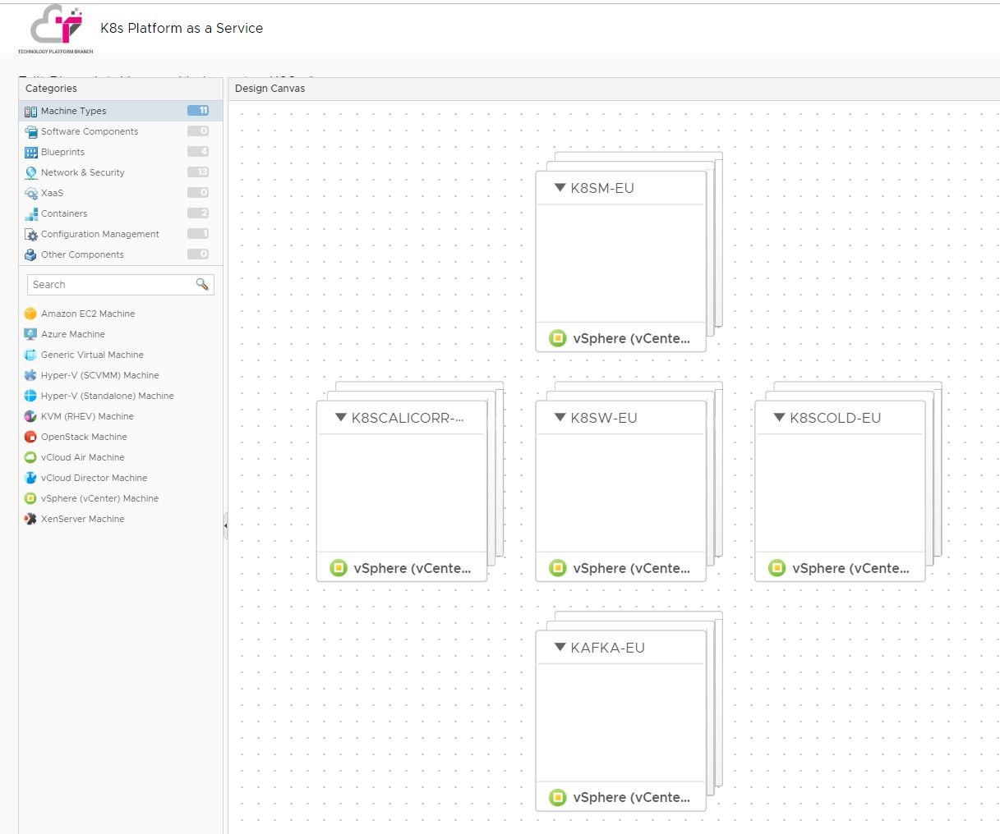 K8s Platform as a Service
TECHNOLOGY PLATFORM BRANCH
Categories
Machine Types 11
Software Components 0
Blueprints 4
Network & Security 13
XaaS 0
Containers 2
Configuration Management 1
Other Components 0
Search
Amazon EC2 Machine
Azure Machine
Generic Virtual Machine
Hyper-V (SCVMM) Machine
Hyper-V (Standalone) Machine
KVM (RHEV) Machine
OpenStack Machine
vCloud Air Machine
vCloud Director Machine
vSphere (vCenter) Machine
XenServer Machine
Design Canvas
K8SM-EU
vSphere (vCente...
K8SCALICORR-...
vSphere (vCente...
K8SW-EU
vSphere (vCente...
K8SCOLD-EU
vSphere (vCente...
KAFKA-EU
vSphere (vCente...